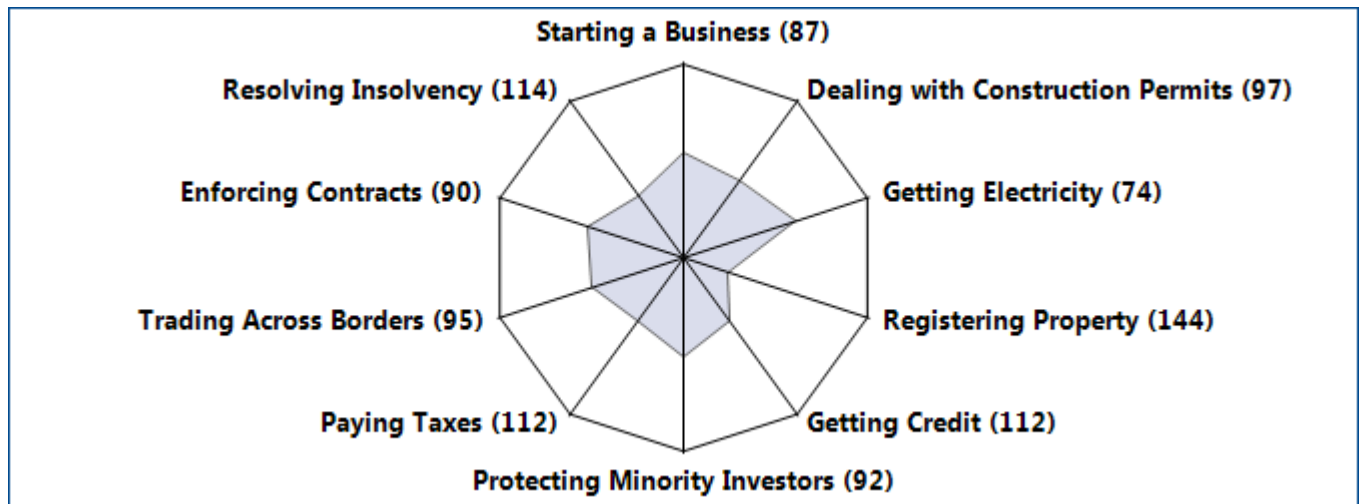 Starting a Business (87)
Resolving Insolvency (114)
Dealing with Construction Permits (97)
Enforcing Contracts (90)
Getting Electricity (74)
Trading Across Borders (95)
Registering Property (144)
Paying Taxes (112)
Getting Credit (112)
Protecting Minority Investors (92)